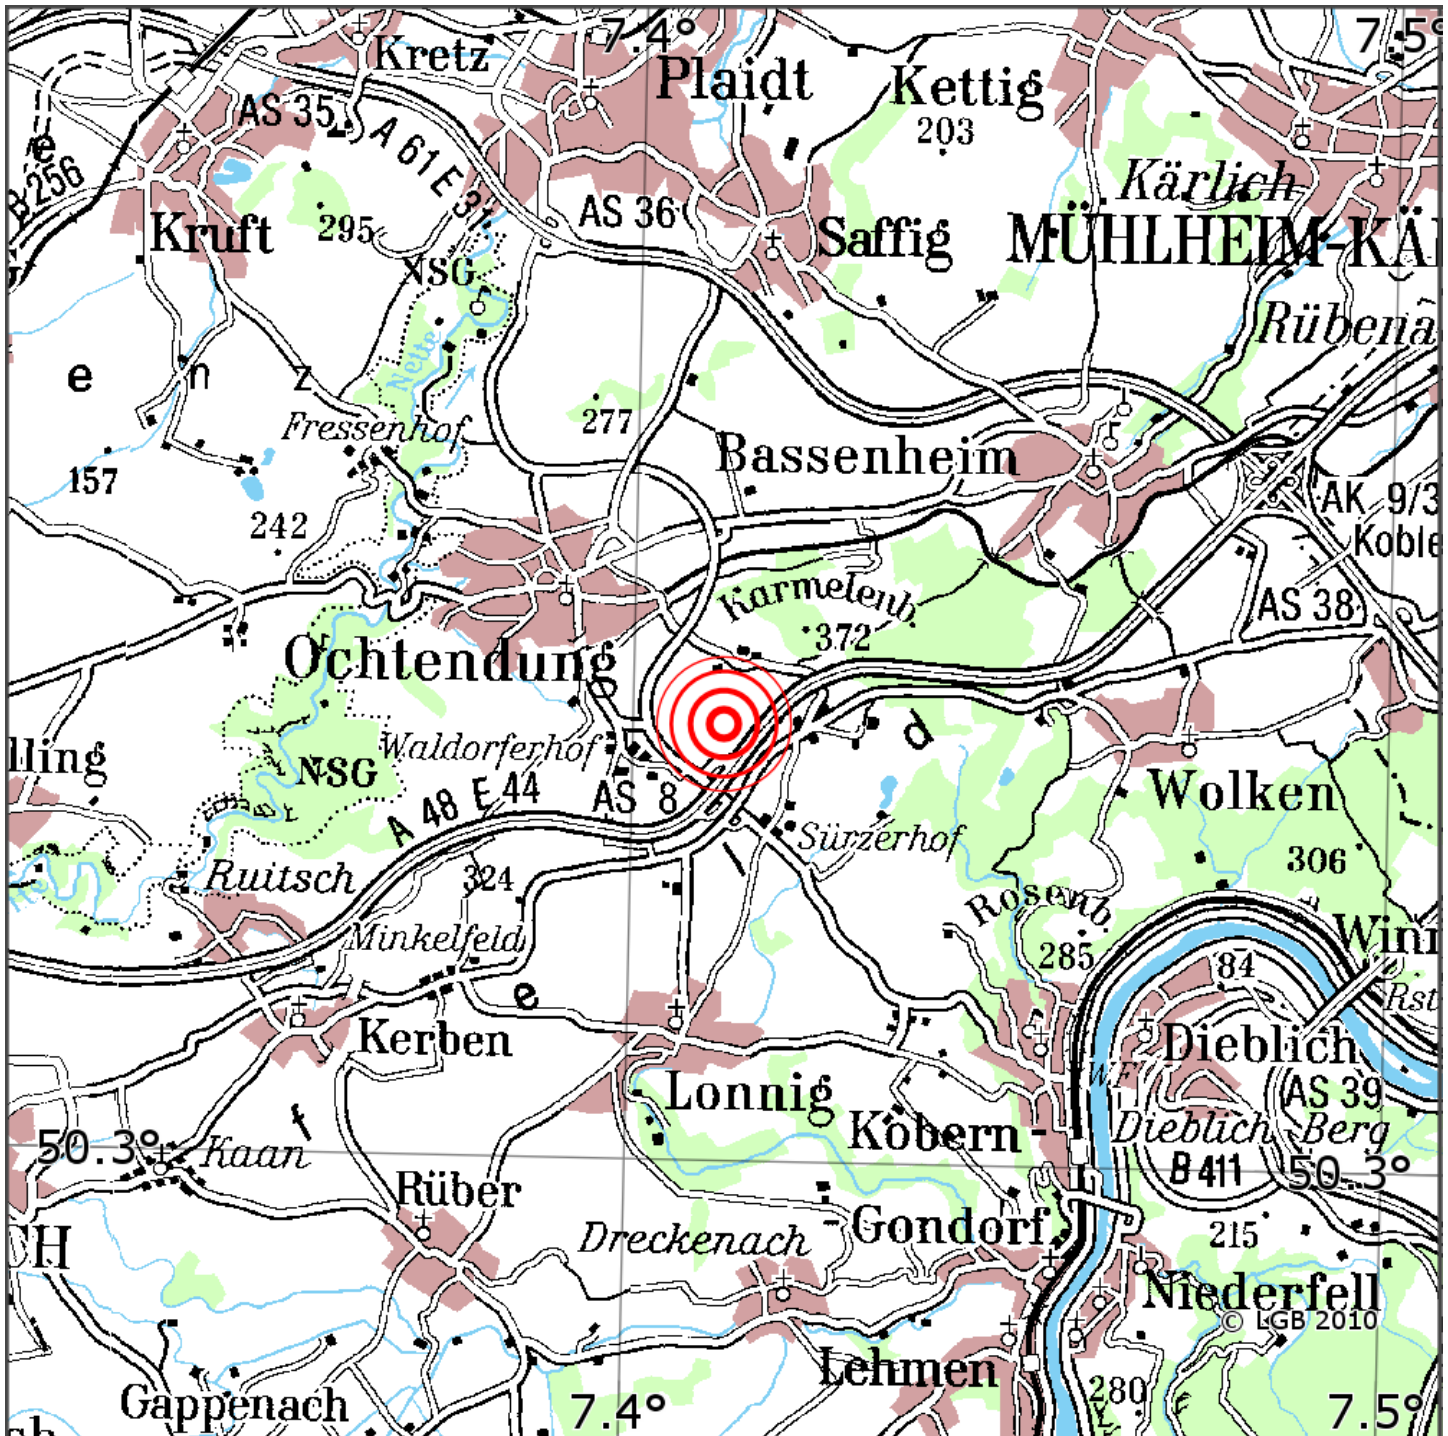 7.4°
7.5°
Kretz
Plaidt
Kettig
203
AS 35
A 61 E 31
B 256
Kärlich
AS 36
295
Kruft
Saffig
MÜHLHEIM-KÄ
NSG
Rübena
Nette
e
n
z
Fressenhof
277
Bassenheim
157
AK 9/3
242
Koble
Karmelenb.
AS 38
372
Ochtendung
d
Waldorferhof
lling
NSG
A 48 E 44
AS 8
Wolken
Sürzerhof
306
Ruitsch
324
Rosenb.
Minkelfeld
Winn
285
84
e
Rst
Kerben
Dieblich
Lonnig
AS 39
f
Kobern-
Dieblich
Berg
50.3°
Kaan
B 411
50.3°
Rüber
-Gondorf
215
Dreckenach
CH
Niederfell
© LGB 2010
Lehmen
280
Gappenach
7.4°
7.5°